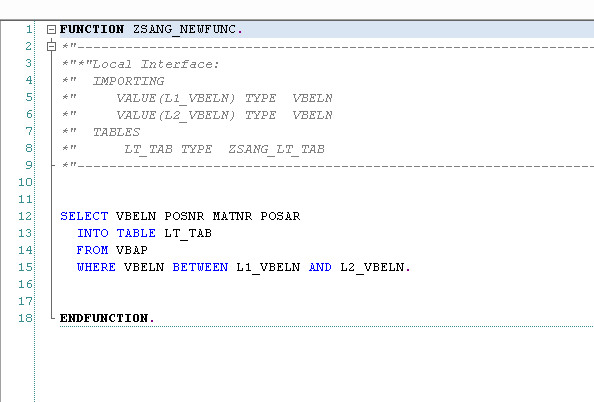 1 FUNCTION ZSANG_NEWFUNC.
2 *"----------------------------------------------------------------------
3 *"*"Local Interface:
4 *"  IMPORTING
5 *"     VALUE(L1_VBELN) TYPE  VBELN
6 *"     VALUE(L2_VBELN) TYPE  VBELN
7 *"  TABLES
8 *"      LT_TAB TYPE  ZSANG_LT_TAB
9 *"----------------------------------------------------------------------
10
11
12 SELECT VBELN POSNR MATNR POSAR
13   INTO TABLE LT_TAB
14   FROM VBAP
15   WHERE VBELN BETWEEN L1_VBELN AND L2_VBELN.
16
17
18 ENDFUNCTION.